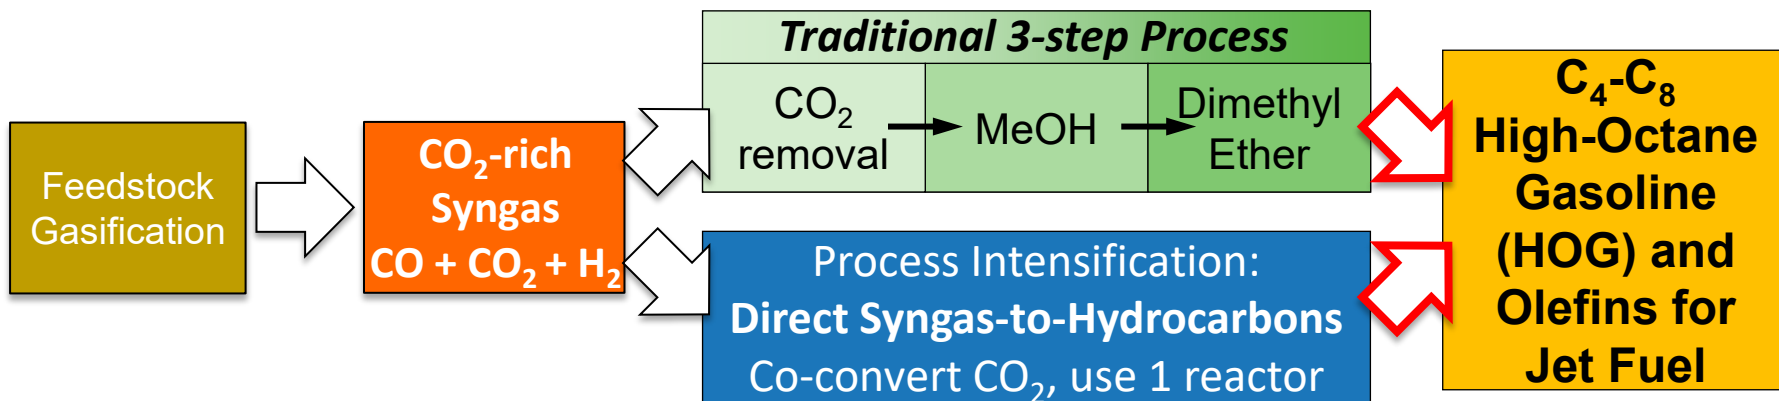 Feedstock
Gasification
CO₂-rich
Syngas
CO + CO₂ + H₂
Traditional 3-step Process
CO₂
removal
MeOH
Dimethyl
Ether
Process Intensification:
Direct Syngas-to-Hydrocarbons
Co-convert CO₂, use 1 reactor
C₄-C₈
High-Octane
Gasoline
(HOG) and
Olefins for
Jet Fuel